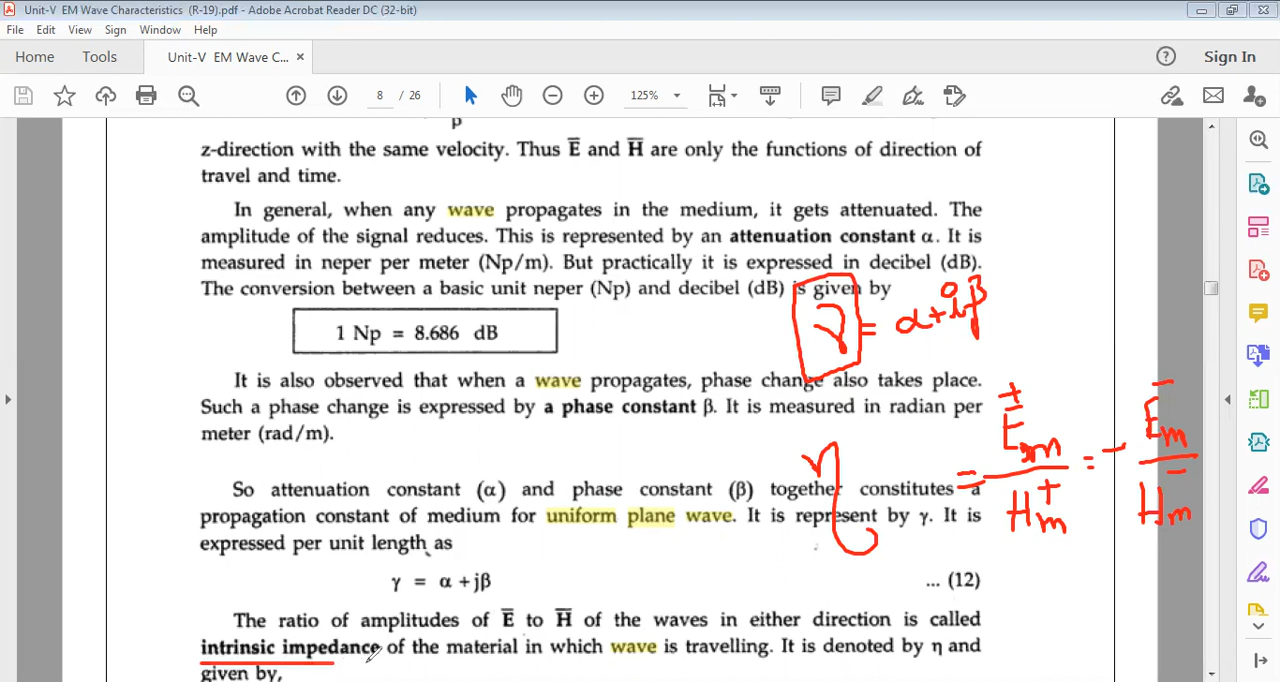 Unit-V EM Wave Characteristics (R-19).pdf - Adobe Acrobat Reader DC (32-bit)
File Edit View Sign Window Help
Home Tools Unit-V EM Wave C... × Sign In
8 / 26 125%
p
z-direction with the same velocity. Thus E̅ and H̅ are only the functions of direction of
travel and time.
In general, when any wave propagates in the medium, it gets attenuated. The
amplitude of the signal reduces. This is represented by an attenuation constant α. It is
measured in neper per meter (Np/m). But practically it is expressed in decibel (dB).
The conversion between a basic unit neper (Np) and decibel (dB) is given by
γ = α + jβ
1 Np = 8.686 dB
It is also observed that when a wave propagates, phase change also takes place.
Such a phase change is expressed by a phase constant β. It is measured in radian per
meter (rad/m).
η = E⁺m / H⁺m = - E⁻m / H⁻m
So attenuation constant (α) and phase constant (β) together constitutes a
propagation constant of medium for uniform plane wave. It is represent by γ. It is
expressed per unit length as
γ = α + jβ ... (12)
The ratio of amplitudes of E̅ to H̅ of the waves in either direction is called
intrinsic impedance of the material in which wave is travelling. It is denoted by η and
given by,